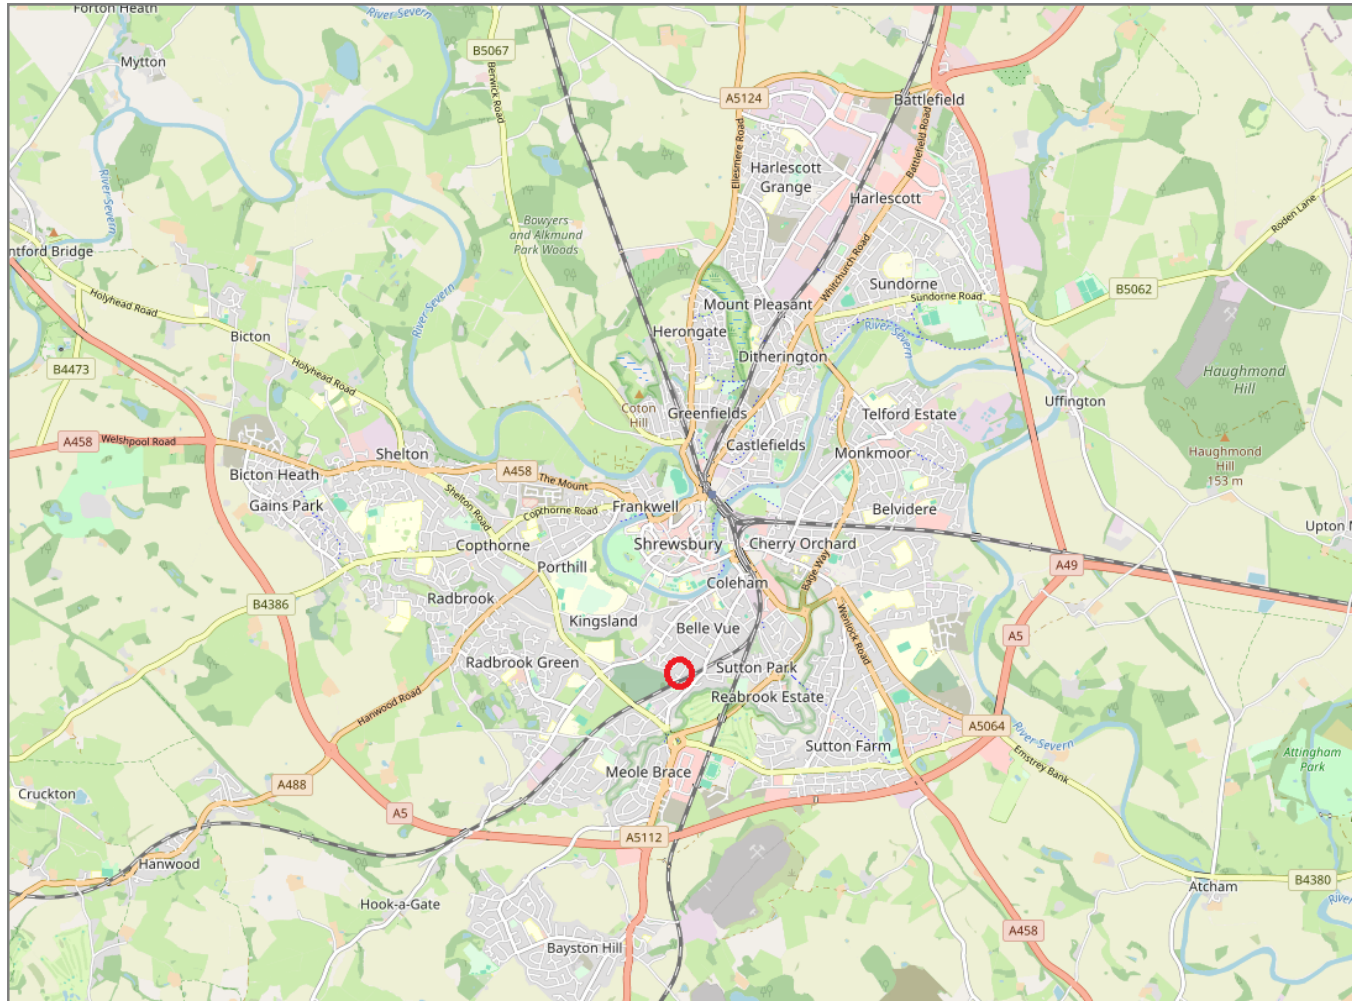 Forton Heath
River Severn
B5067
Mytton
Berwick Road
A5124
Battlefield
Ellesmere Road
Battlefield Road
Harlescott
Grange
River Severn
Harlescott
Roden Lane
Bowyers
and Alkmund
Park Woods
ntford Bridge
Whitchurch Road
Mount Pleasant
Sundorne
Sundorne Road
B5062
Holyhead Road
River Severn
Bicton
Herongate
River Severn
Ditherington
B4473
Holyhead Road
Haughmond
Hill
Coton
Hill
Greenfields
Telford Estate
Uffington
A458
Welshpool Road
Shelton
Castlefields
Monkmoor
Haughmond
Hill
153 m
Bicton Heath
A458
The Mount
Gains Park
Shelton Road
Copthorne Road
Frankwell
Belvidere
Upton M
Copthorne
Shrewsbury
Cherry Orchard
Porthill
A49
Coleham
Bage Way
B4386
Radbrook
Kingsland
Belle Vue
Wenlock Road
A5
Radbrook Green
Sutton Park
Reabrook Estate
Hanwood Road
A5064
River Severn
Sutton Farm
Emstrey Bank
Attingham
Park
Meole Brace
A488
Cruckton
A5
A5112
Hanwood
B4380
Atcham
River
Hook-a-Gate
A458
Bayston Hill